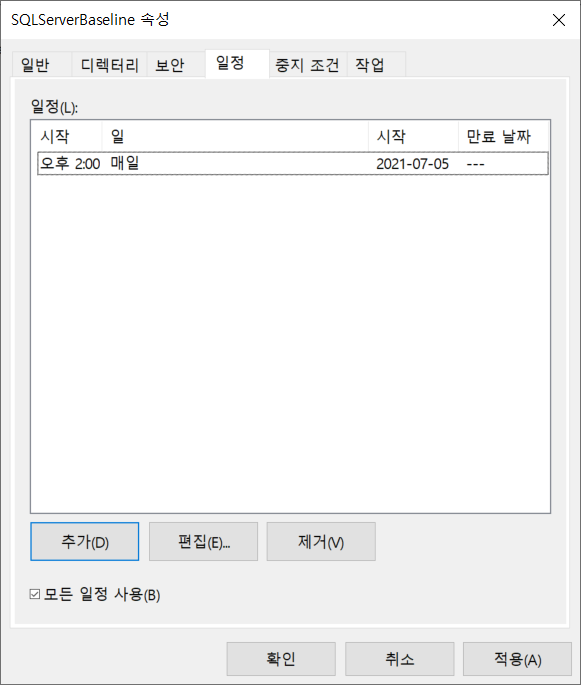 SQLServerBaseline 속성
일반 디렉터리 보안 일정 중지 조건 작업
일정(L):
시작 일 시작 만료 날짜
오후 2:00 매일 2021-07-05 ---
추가(D) 편집(E)... 제거(V)
모든 일정 사용(B)
확인 취소 적용(A)